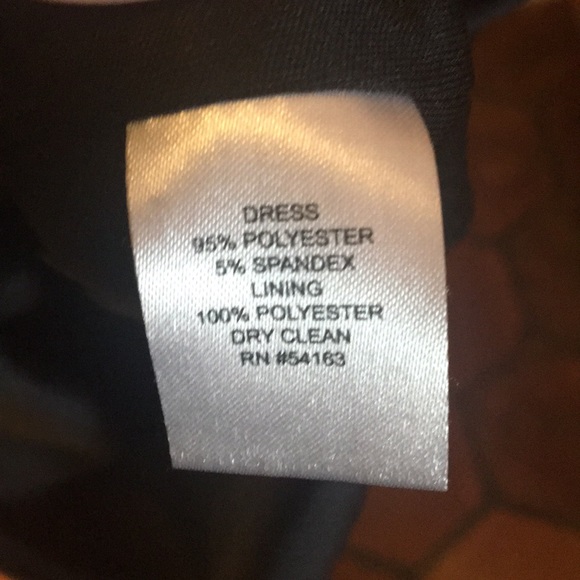 DRESS
95% POLYESTER
5% SPANDEX
LINING
100% POLYESTER
DRY CLEAN
RN #54163